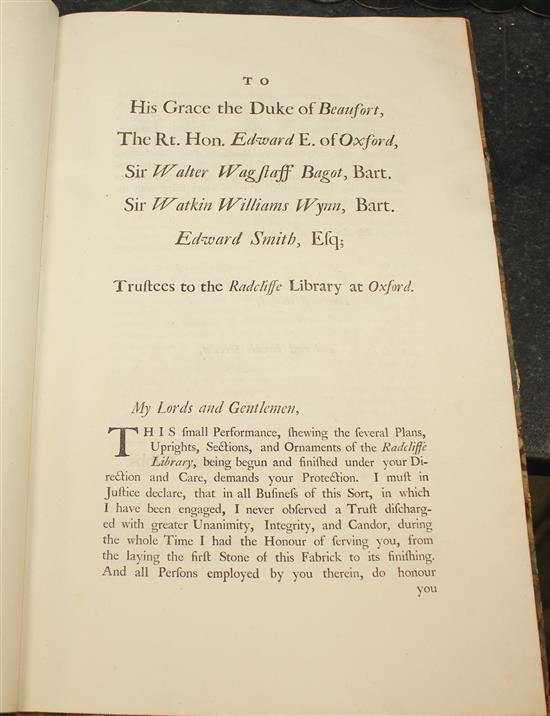 TO
His Grace the Duke of Beaufort,
The Rt. Hon. Edward E. of Oxford,
Sir Walter Wagſtaff Bagot, Bart.
Sir Watkin Williams Wynn, Bart.
Edward Smith, Eſq;
Truſtees to the Radcliffe Library at Oxford.
My Lords and Gentlemen,
THIS ſmall Performance, ſhewing the ſeveral Plans,
Uprights, Sections, and Ornaments of the Radcliffe
Library, being begun and finiſhed under your Di-
rection and Care, demands your Protection. I muſt in
Juſtice declare, that in all Buſineſs of this Sort, in which
I have been engaged, I never obſerved a Truſt diſcharg-
ed with greater Unanimity, Integrity, and Candor, during
the whole Time I had the Honour of ſerving you, from
the laying the firſt Stone of this Fabrick to its finiſhing.
And all Perſons employed by you therein, do honour
you